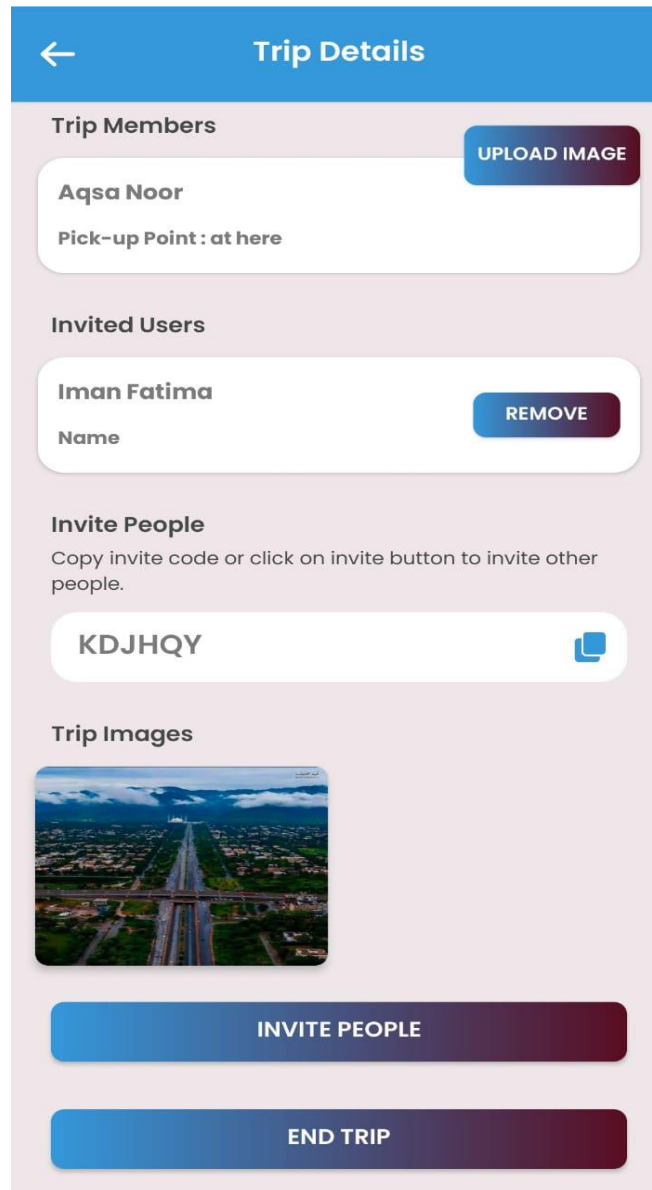 Trip Details
Trip Members
UPLOAD IMAGE
Aqsa Noor
Pick-up Point : at here
Invited Users
Iman Fatima
REMOVE
Name
Invite People
Copy invite code or click on invite button to invite other
people.
KDJHQY
Trip Images
INVITE PEOPLE
END TRIP